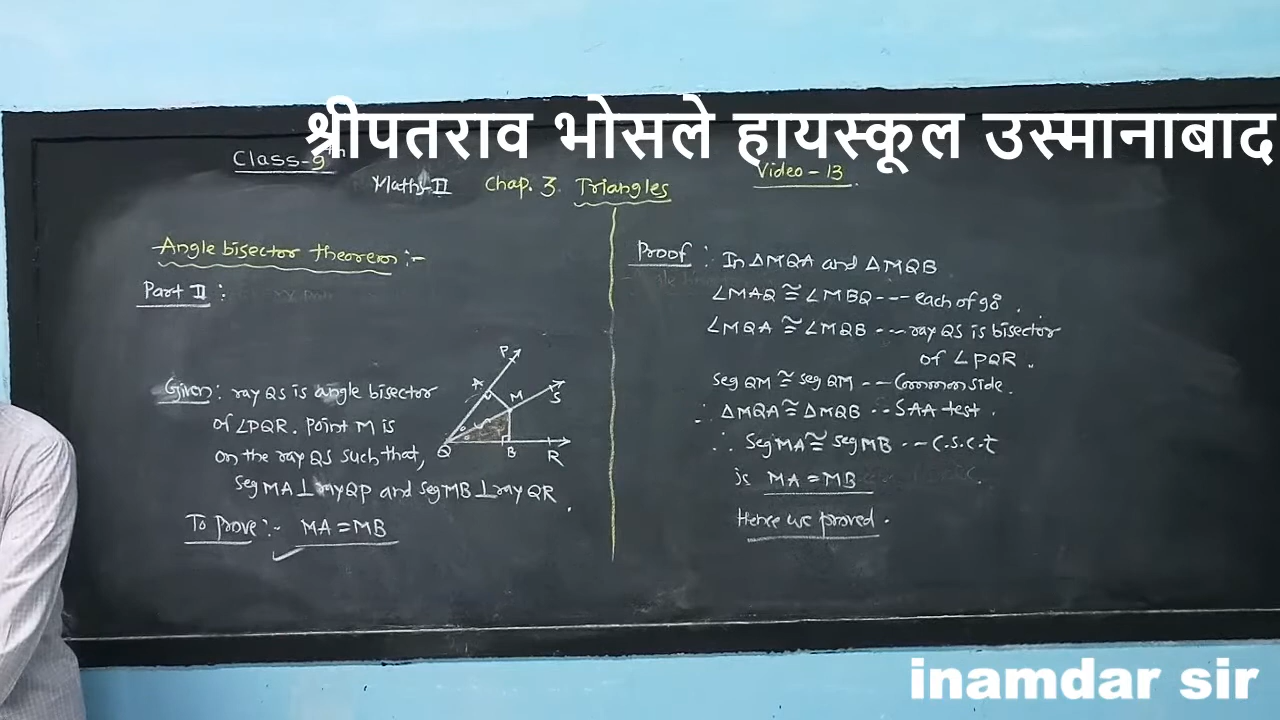 श्रीपतराव भोसले हायस्कूल उस्मानाबाद
Class-9th
Maths-II Chap. 3 Triangles
Video-13
Angle bisector theorem :-
Part II :
Given : ray QS is angle bisector
of ∠PQR. Point M is
on the ray QS such that,
seg MA ⊥ ray QP and seg MB ⊥ ray QR.
To prove :- MA = MB
P
A
M
S
Q
B
R
Proof : In ΔMQA and ΔMQB
∠MAQ ≅ ∠MBQ --- each of 90°.
∠MQA ≅ ∠MQB --- ray QS is bisector
of ∠PQR.
seg QM ≅ seg QM -- Common side.
∴ ΔMQA ≅ ΔMQB -- SAA test.
∴ seg MA ≅ seg MB -- C.S.C.t
MA = MB
Hence we proved.
inamdar sir